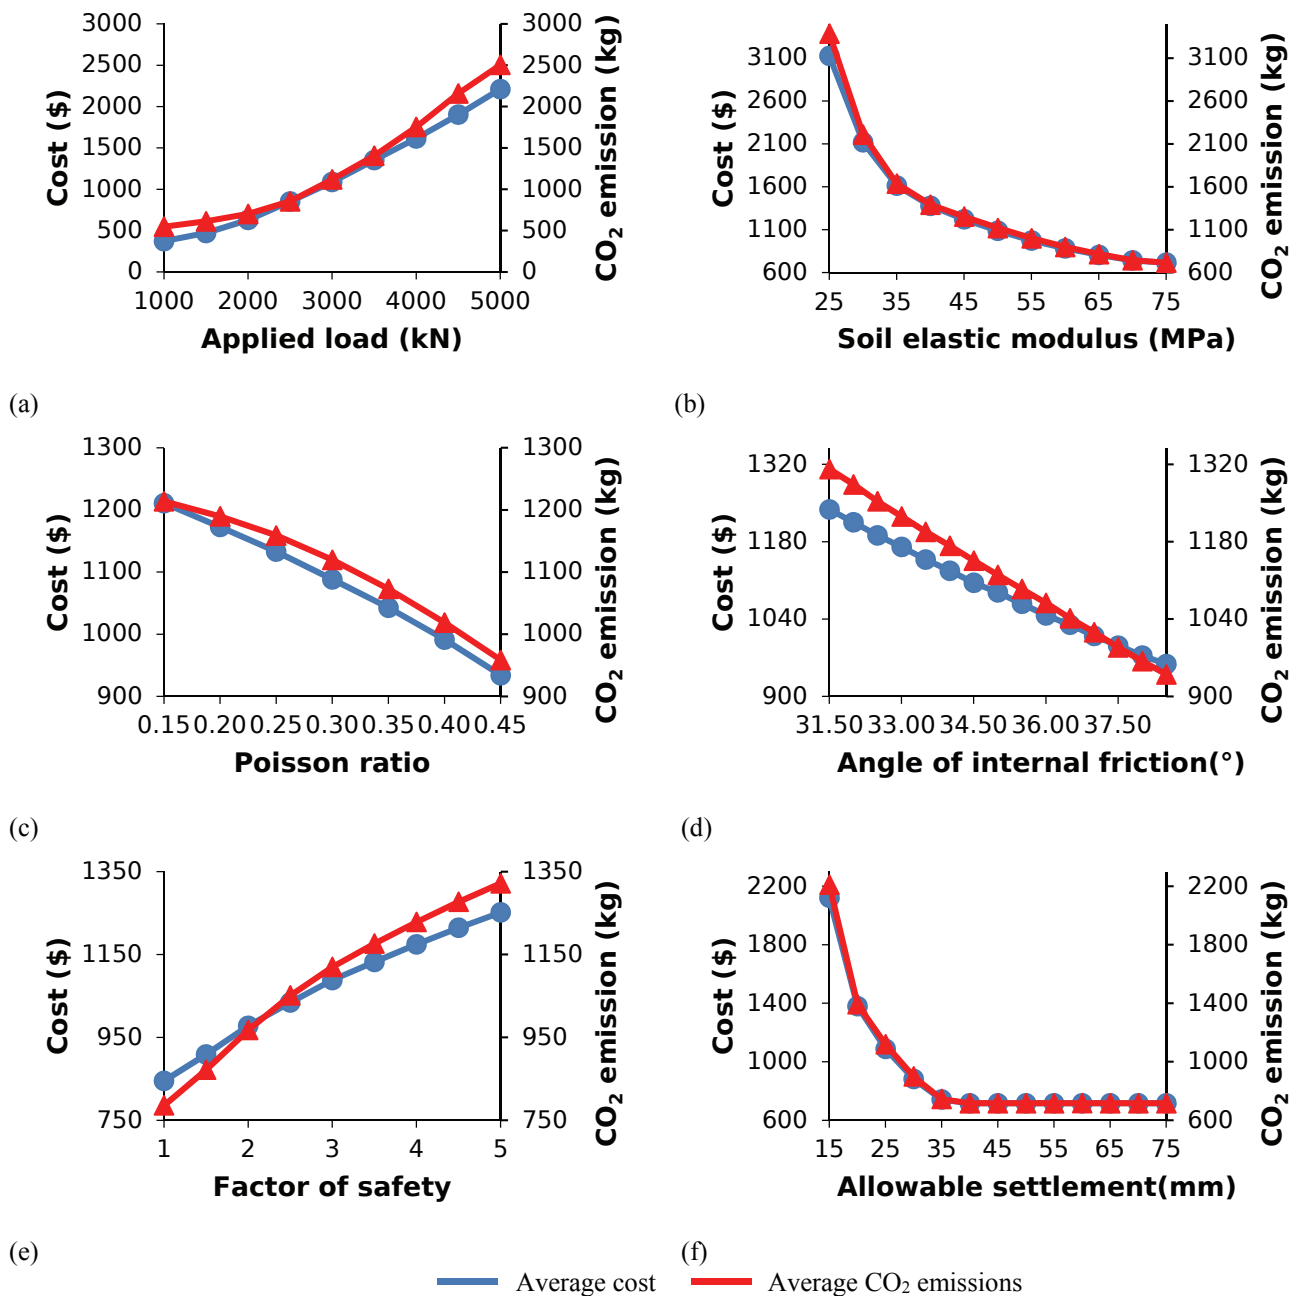 3000
2500
2000
1500
1000
500
0
Cost ($)
3000
2500
2000
1500
1000
500
0
CO₂ emission (kg)
1000 2000 3000 4000 5000
Applied load (kN)
(a)
3100
2600
2100
1600
1100
600
Cost ($)
3100
2600
2100
1600
1100
600
CO₂ emission (kg)
25 35 45 55 65 75
Soil elastic modulus (MPa)
(b)
1300
1200
1100
1000
900
Cost ($)
1300
1200
1100
1000
900
CO₂ emission (kg)
0.15 0.20 0.25 0.30 0.35 0.40 0.45
Poisson ratio
(c)
1320
1180
1040
900
Cost ($)
1320
1180
1040
900
CO₂ emission (kg)
31.50 33.00 34.50 36.00 37.50
Angle of internal friction(°)
(d)
1350
1150
950
750
Cost ($)
1350
1150
950
750
CO₂ emission (kg)
1 2 3 4 5
Factor of safety
(e)
2200
1800
1400
1000
600
Cost ($)
2200
1800
1400
1000
600
CO₂ emission (kg)
15 25 35 45 55 65 75
Allowable settlement(mm)
(f)
Average cost
Average CO₂ emissions